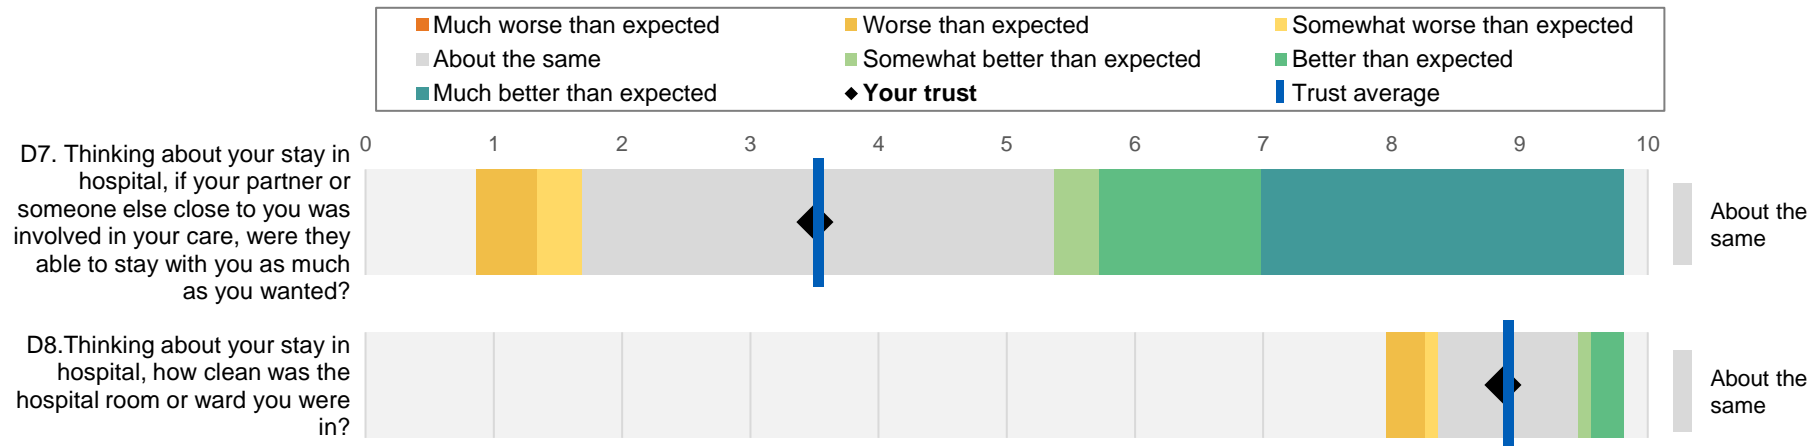 Much worse than expected Worse than expected Somewhat worse than expected
About the same Somewhat better than expected Better than expected
Much better than expected Your trust Trust average
0 1 2 3 4 5 6 7 8 9 10
D7. Thinking about your stay in
hospital, if your partner or
someone else close to you was
involved in your care, were they
able to stay with you as much
as you wanted?
About the
same
D8.Thinking about your stay in
hospital, how clean was the
hospital room or ward you were
in?
About the
same